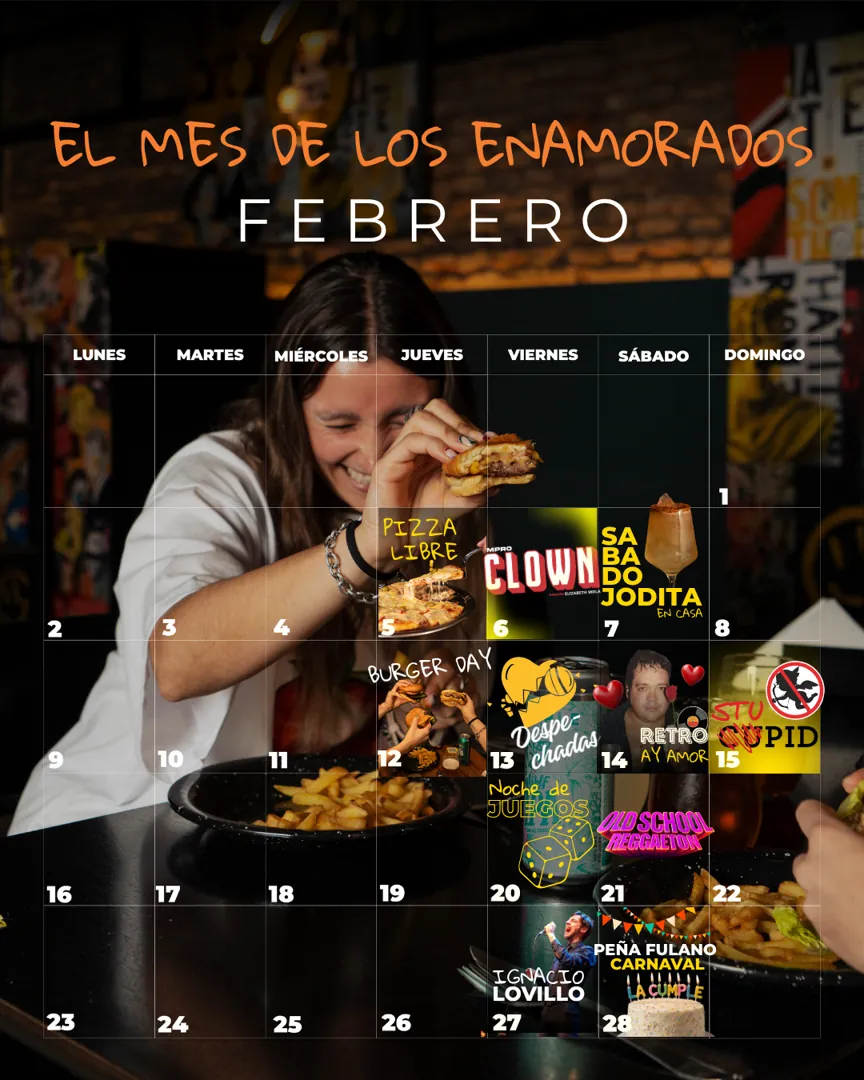 EL MES DE LOS ENAMORADOS
FEBRERO
LUNES MARTES MIÉRCOLES JUEVES VIERNES SÁBADO DOMINGO
1
PIZZA
LIBRE
IMPRO
CLOWN
SA
BA
DO
JODITA
EN CASA
2 3 4 5 6 7 8
BURGER DAY
Despe-
chadas
RETRO
AY AMOR
STU
PID
9 10 11 12 13 14 15
Noche de
JUEGOS
OLD SCHOOL
REGGAETON
16 17 18 19 20 21 22
IGNACIO
LOVILLO
PEÑA FULANO
CARNAVAL
LA CUMPLE
23 24 25 26 27 28